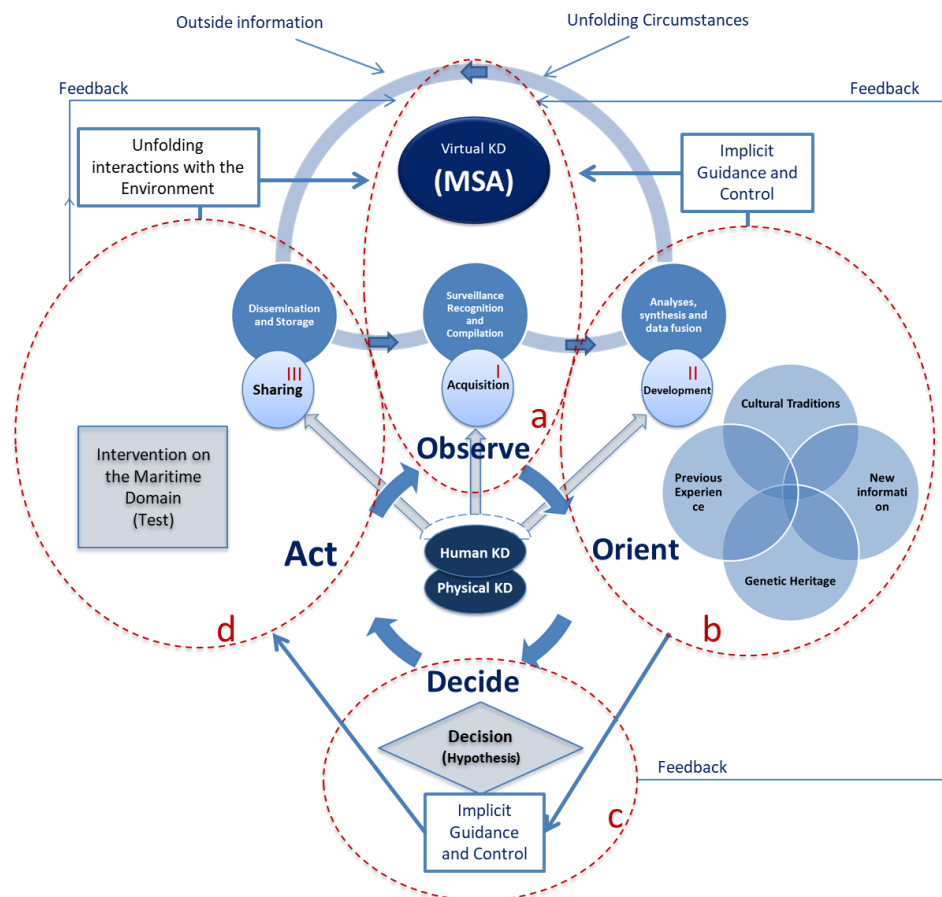 Outside information
Unfolding Circumstances
Feedback
Feedback
Unfolding
interactions with the
Environment
Virtual KD
(MSA)
Implicit
Guidance and
Control
Dissemination
and Storage
Surveillance
Recognition
and
Compilation
Analyses,
synthesis and
data fusion
III
Sharing
I
Acquisition
II
Development
a
Observe
Cultural Traditions
Previous
Experien
ce
New
informati
on
Genetic Heritage
Intervention on
the Maritime
Domain
(Test)
Act
Human KD
Physical KD
Orient
d
b
Decide
Decision
(Hypothesis)
Feedback
Implicit
Guidance
and Control
c